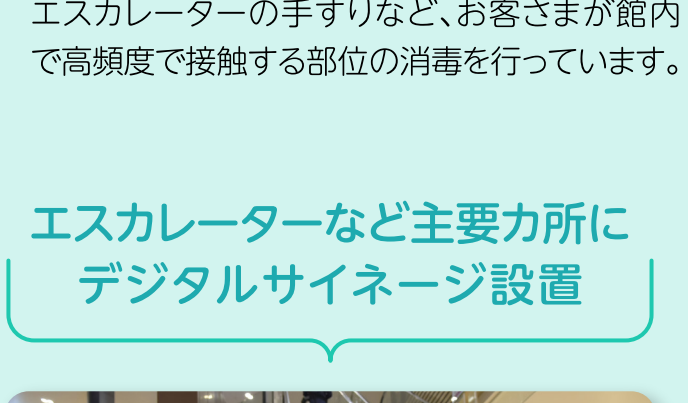 エスカレーターの手すりなど、お客さまが館内
で高頻度で接触する部位の消毒を行っています。
エスカレーターなど主要カ所に
デジタルサイネージ設置